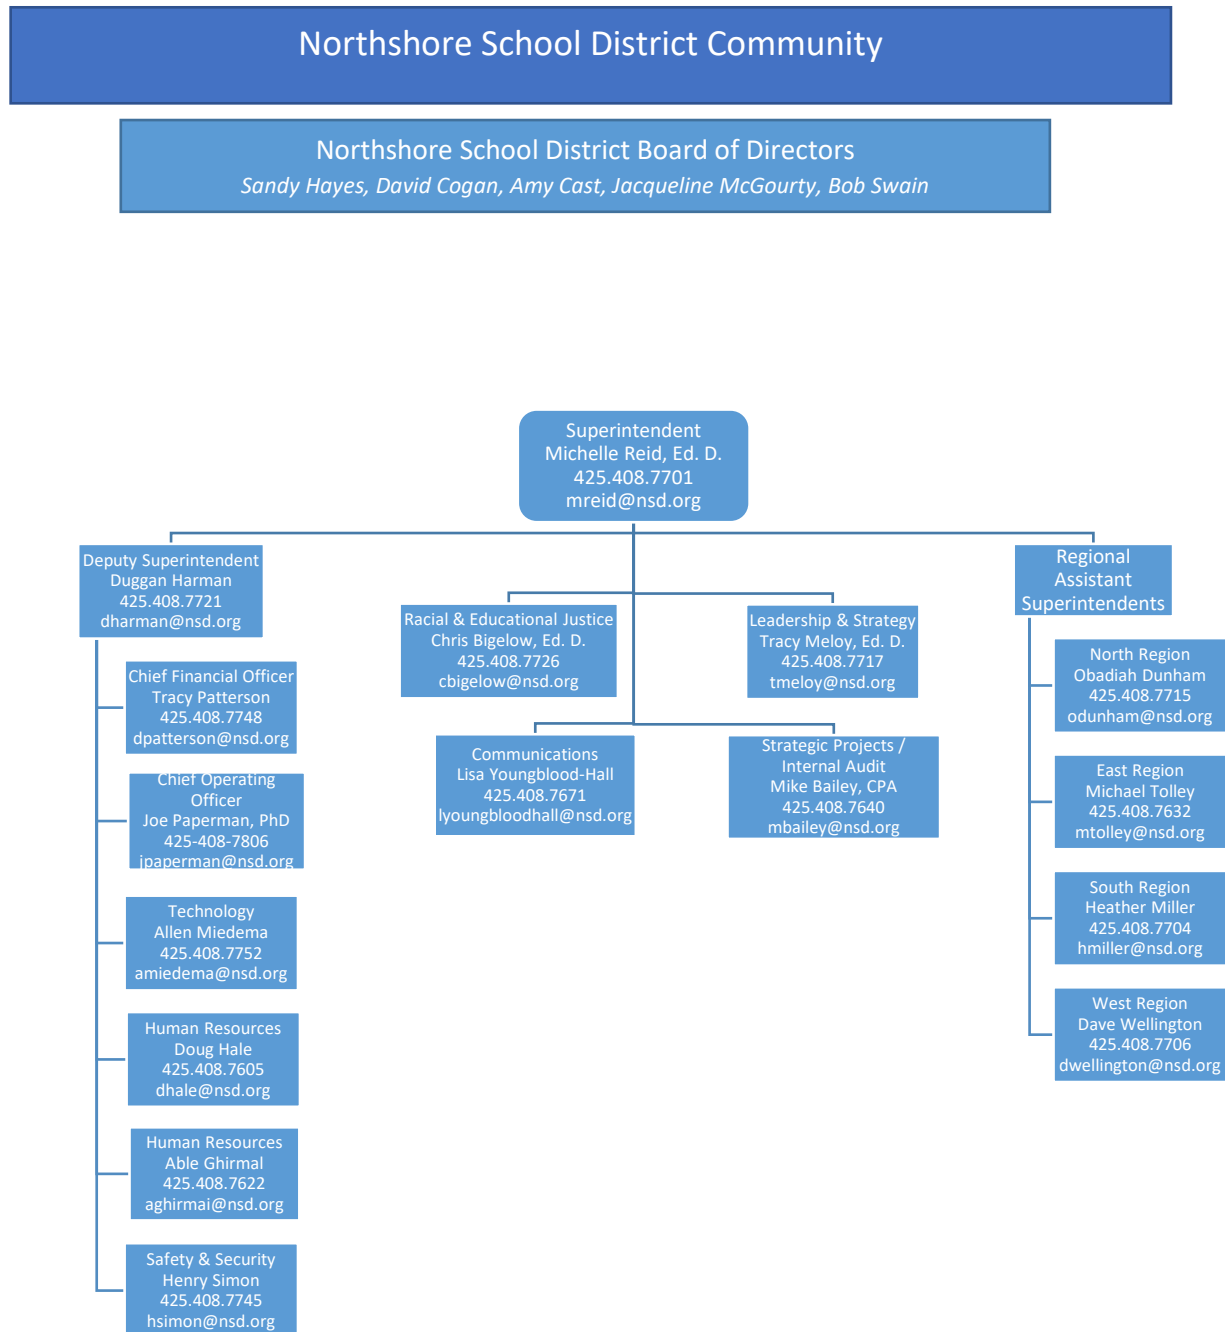 Northshore School District Community
Northshore School District Board of Directors
Sandy Hayes, David Cogan, Amy Cast, Jacqueline McGourty, Bob Swain
Superintendent
Michelle Reid, Ed. D.
425.408.7701
mreid@nsd.org
Deputy Superintendent
Duggan Harman
425.408.7721
dharman@nsd.org
Chief Financial Officer
Tracy Patterson
425.408.7748
dpatterson@nsd.org
Chief Operating
Officer
Joe Paperman, PhD
425-408-7806
jpaperman@nsd.org
Technology
Allen Miedema
425.408.7752
amiedema@nsd.org
Human Resources
Doug Hale
425.408.7605
dhale@nsd.org
Human Resources
Able Ghirmal
425.408.7622
aghirmai@nsd.org
Safety & Security
Henry Simon
425.408.7745
hsimon@nsd.org
Racial & Educational Justice
Chris Bigelow, Ed. D.
425.408.7726
cbigelow@nsd.org
Leadership & Strategy
Tracy Meloy, Ed. D.
425.408.7717
tmeloy@nsd.org
Communications
Lisa Youngblood-Hall
425.408.7671
lyoungbloodhall@nsd.org
Strategic Projects /
Internal Audit
Mike Bailey, CPA
425.408.7640
mbailey@nsd.org
Regional
Assistant
Superintendents
North Region
Obadiah Dunham
425.408.7715
odunham@nsd.org
East Region
Michael Tolley
425.408.7632
mtolley@nsd.org
South Region
Heather Miller
425.408.7704
hmiller@nsd.org
West Region
Dave Wellington
425.408.7706
dwellington@nsd.org